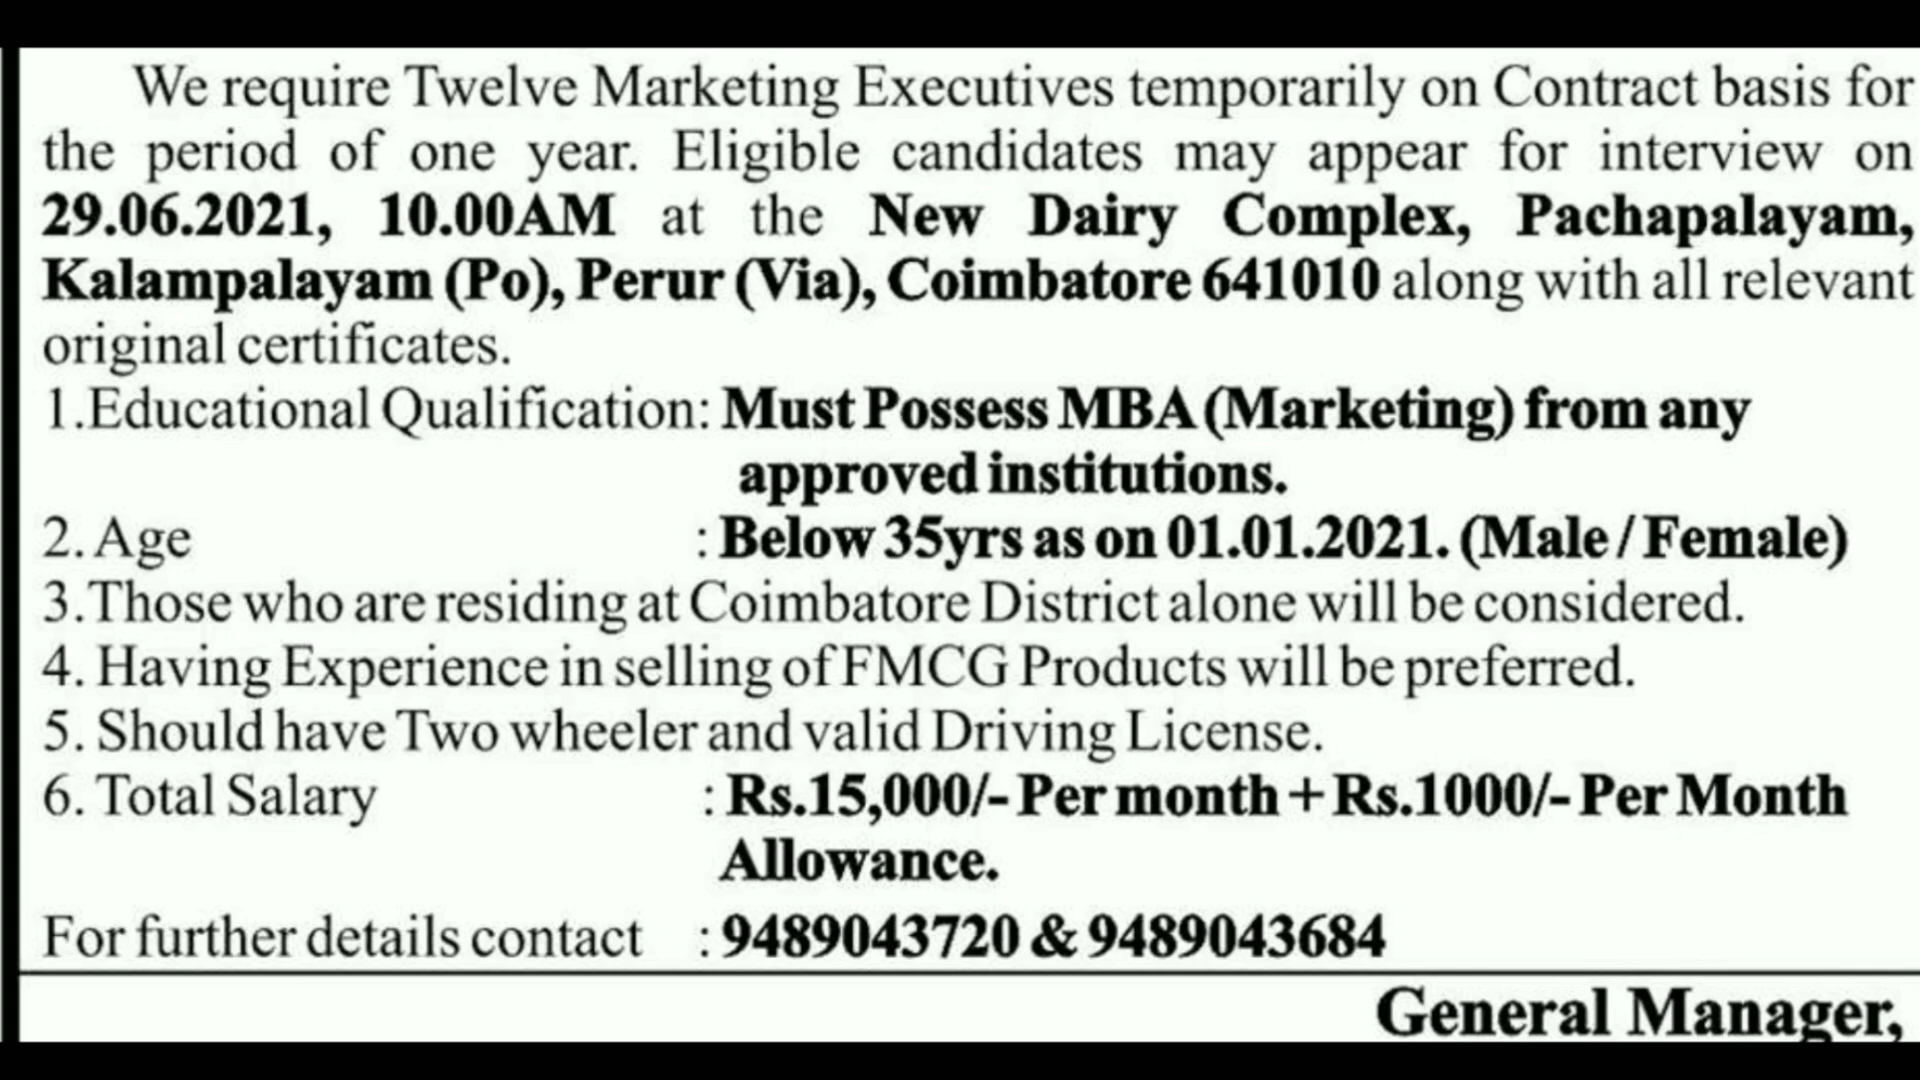 We require Twelve Marketing Executives temporarily on Contract basis for
the period of one year. Eligible candidates may appear for interview on
29.06.2021, 10.00AM at the New Dairy Complex, Pachapalayam,
Kalampalayam (Po), Perur (Via), Coimbatore 641010 along with all relevant
original certificates.
1.Educational Qualification: Must Possess MBA (Marketing) from any
approved institutions.
2. Age : Below 35yrs as on 01.01.2021. (Male / Female)
3.Those who are residing at Coimbatore District alone will be considered.
4. Having Experience in selling of FMCG Products will be preferred.
5. Should have Two wheeler and valid Driving License.
6. Total Salary : Rs.15,000/- Per month + Rs.1000/- Per Month
Allowance.
For further details contact : 9489043720 & 9489043684
General Manager,